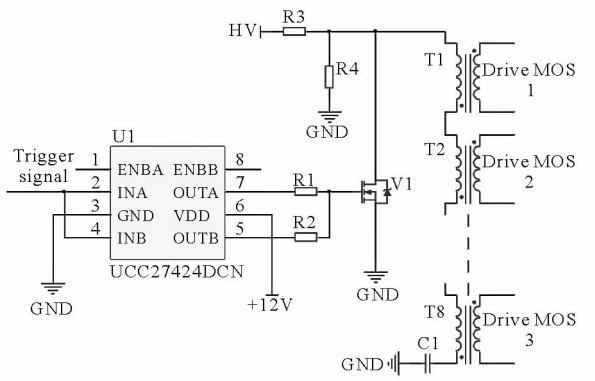 HV
R3
R4
GND
T1
Drive MOS
1
U1
Trigger
signal
1
ENBA
ENBB
8
2
INA
OUTA
7
R1
V1
3
GND
VDD
6
4
INB
OUTB
5
R2
UCC27424DCN
GND
+12V
GND
T2
Drive MOS
2
T8
Drive MOS
3
C1
GND